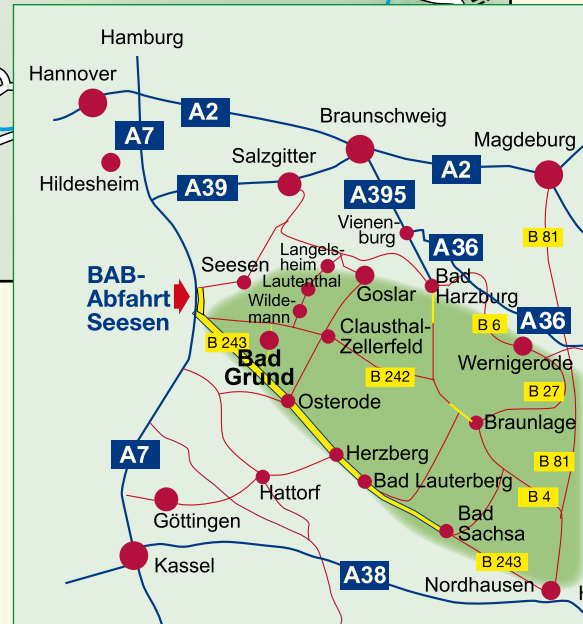 Hamburg
Hannover
A2
A7
Braunschweig
Hildesheim
Salzgitter
A39
A395
A2
Magdeburg
Vienen-
burg
A36
B 81
BAB-
Abfahrt
Seesen
Seesen
Langels-
heim
Lautenthal
Wilde-
mann
Goslar
Bad
Harzburg
B 6
A36
B 243
Bad
Grund
Clausthal-
Zellerfeld
Wernigerode
B 242
B 27
Osterode
Braunlage
A7
Herzberg
B 81
Hattorf
Bad Lauterberg
B 4
Göttingen
Bad
Sachsa
Kassel
A38
B 243
Nordhausen